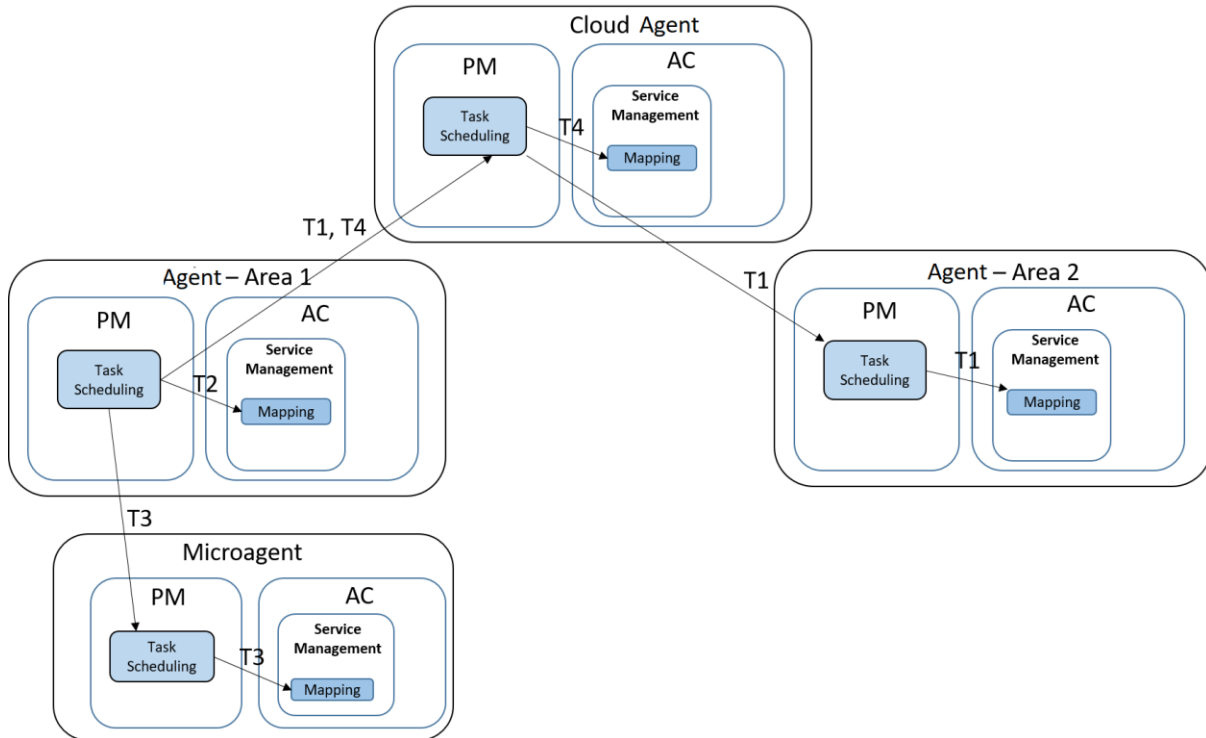 Cloud Agent
PM
AC
Task
Scheduling
T4
Service
Management
Mapping
T1, T4
T1
Agent – Area 1
PM
AC
Task
Scheduling
T2
Service
Management
Mapping
Agent – Area 2
PM
AC
Task
Scheduling
T1
Service
Management
Mapping
T3
Microagent
PM
AC
Task
Scheduling
T3
Service
Management
Mapping